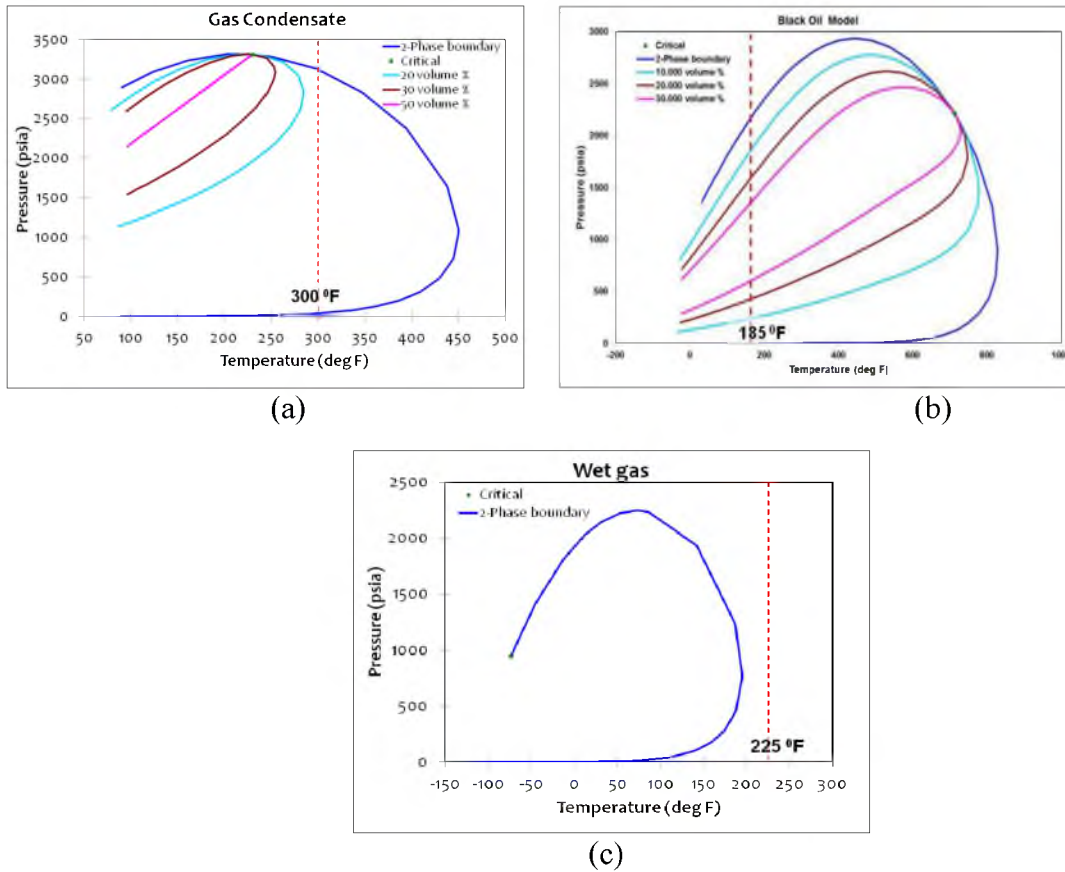 Gas Condensate
3500
3000
2500
2000
1500
1000
500
0
Pressure (psia)
2-Phase boundary
Critical
20 volume %
30 volume %
50 volume %
300 ⁰F
50 100 150 200 250 300 350 400 450 500
Temperature (deg F)
(a)
Black Oil Model
3000
2500
2000
1500
1000
500
0
Pressure (psia)
Critical
2-Phase boundary
10.000 volume %
20.000 volume %
30.000 volume %
185 ⁰F
-200 0 200 400 600 800 100
Temperature (deg F)
(b)
Wet gas
2500
2000
1500
1000
500
0
Pressure (psia)
Critical
2-Phase boundary
225 ⁰F
-150 -100 -50 0 50 100 150 200 250 300
Temperature (deg F)
(c)